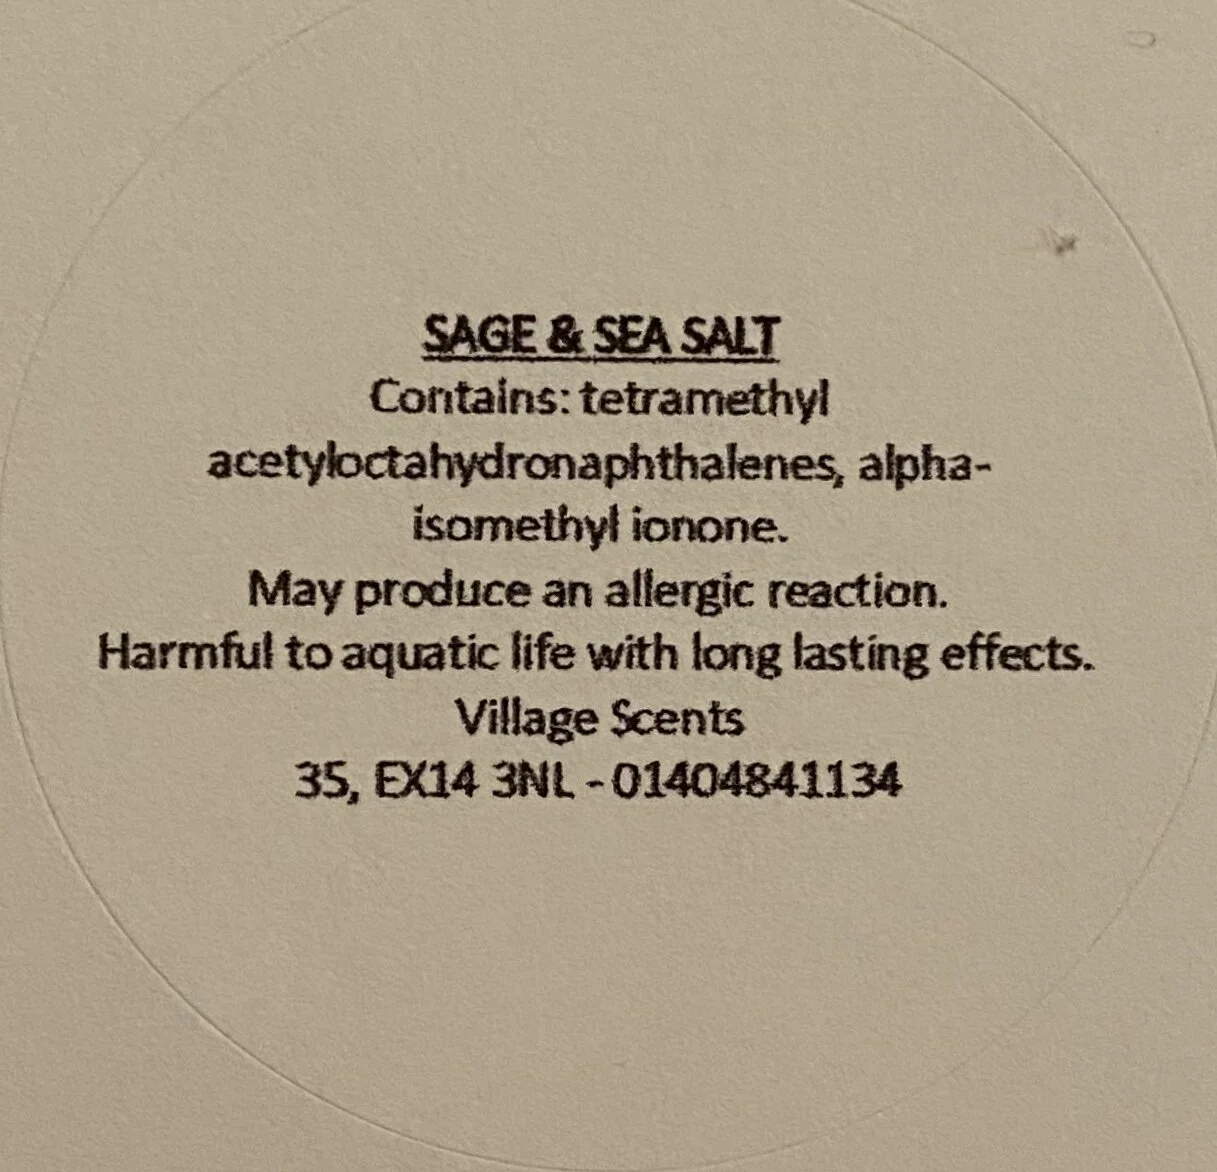 SAGE & SEA SALT
Contains: tetramethyl
acetyloctahydronaphthalenes, alpha-
isomethyl ionone.
May produce an allergic reaction.
Harmful to aquatic life with long lasting effects.
Village Scents
35, EX14 3NL - 01404841134